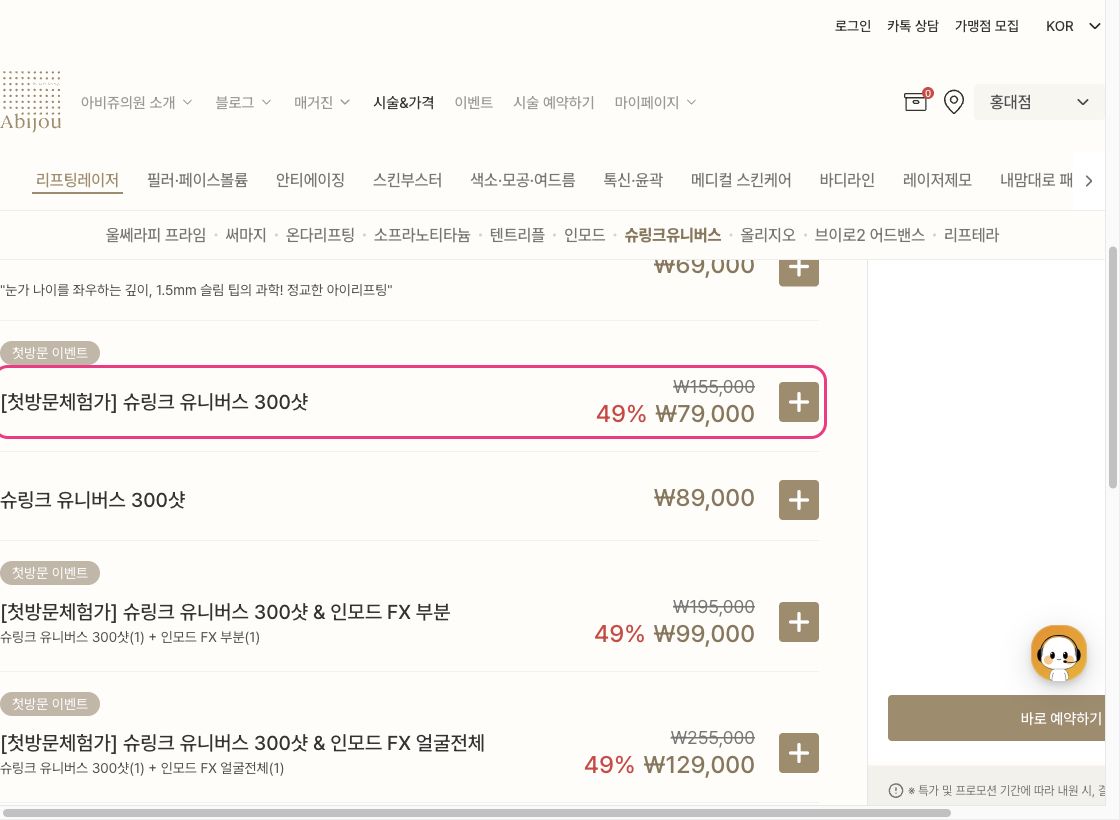 로그인 카톡 상담 가맹점 모집 KOR
Abijou
아비쥬의원 소개 블로그 매거진 시술&가격 이벤트 시술 예약하기 마이페이지
0
홍대점
리프팅레이저 필러·페이스볼륨 안티에이징 스킨부스터 색소·모공·여드름 톡신·윤곽 메디컬 스킨케어 바디라인 레이저제모 내맘대로 패
울쎄라피 프라임 · 써마지 · 온다리프팅 · 소프라노티타늄 · 텐트리플 · 인모드 · 슈링크유니버스 · 올리지오 · 브이로2 어드밴스 · 리프테라
₩69,000
"눈가 나이를 좌우하는 깊이, 1.5mm 슬림 팁의 과학! 정교한 아이리프팅"
첫방문 이벤트
[첫방문체험가] 슈링크 유니버스 300샷
₩155,000
49% ₩79,000
슈링크 유니버스 300샷
₩89,000
첫방문 이벤트
[첫방문체험가] 슈링크 유니버스 300샷 & 인모드 FX 부분
슈링크 유니버스 300샷(1) + 인모드 FX 부분(1)
₩195,000
49% ₩99,000
첫방문 이벤트
[첫방문체험가] 슈링크 유니버스 300샷 & 인모드 FX 얼굴전체
슈링크 유니버스 300샷(1) + 인모드 FX 얼굴전체(1)
₩255,000
49% ₩129,000
바로 예약하기
※ 특가 및 프로모션 기간에 따라 내원 시, 결